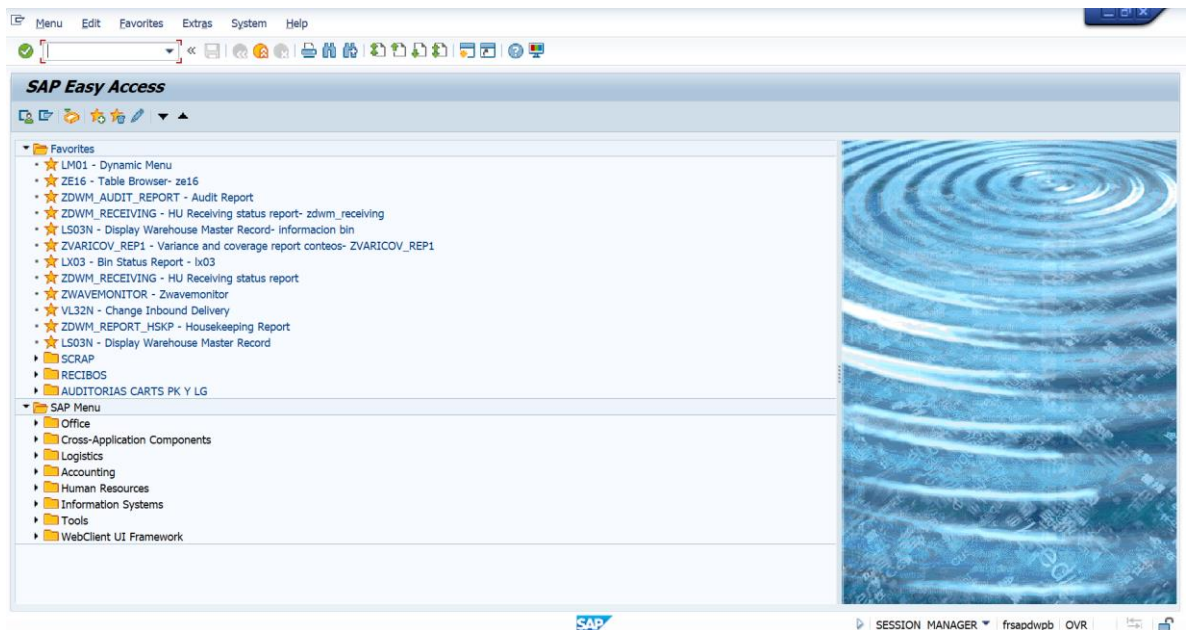 Menu Edit Favorites Extras System Help
SAP Easy Access
Favorites
LM01 - Dynamic Menu
ZE16 - Table Browser- ze16
ZDWM_AUDIT_REPORT - Audit Report
ZDWM_RECEIVING - HU Receiving status report- zdwm_receiving
LS03N - Display Warehouse Master Record- informacion bin
ZVARICOV_REP1 - Variance and coverage report conteos- ZVARICOV_REP1
LX03 - Bin Status Report - lx03
ZDWM_RECEIVING - HU Receiving status report
ZWAVEMONITOR - Zwavemonitor
VL32N - Change Inbound Delivery
ZDWM_REPORT_HSKP - Housekeeping Report
LS03N - Display Warehouse Master Record
SCRAP
RECIBOS
AUDITORIAS CARTS PK Y LG
SAP Menu
Office
Cross-Application Components
Logistics
Accounting
Human Resources
Information Systems
Tools
WebClient UI Framework
SAP SESSION_MANAGER frsapdwpb OVR